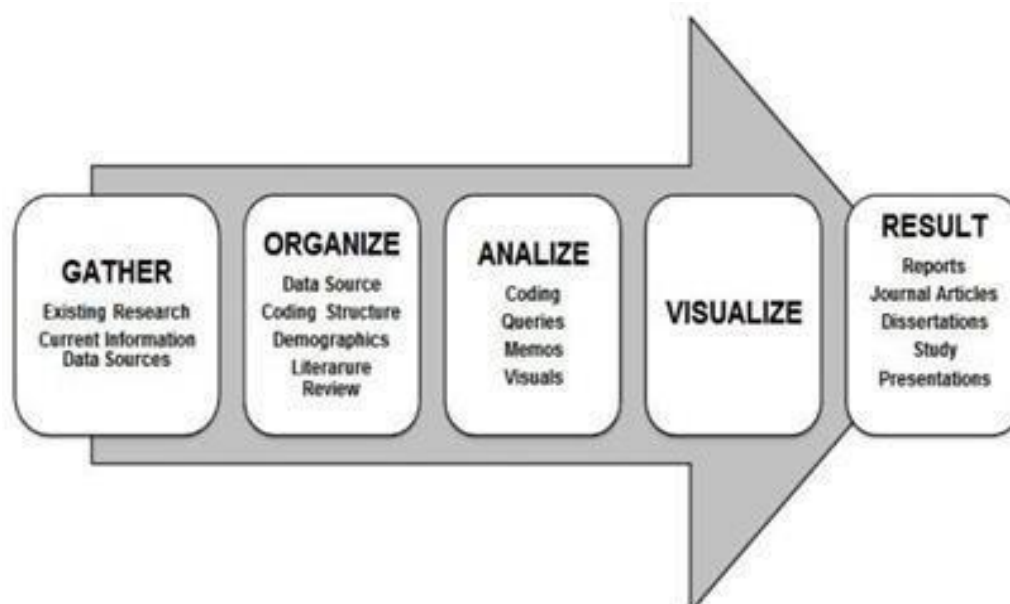 GATHER
Existing Research
Current Information
Data Sources
ORGANIZE
Data Source
Coding Structure
Demographics
Literarure
Review
ANALIZE
Coding
Queries
Memos
Visuals
VISUALIZE
RESULT
Reports
Journal Articles
Dissertations
Study
Presentations